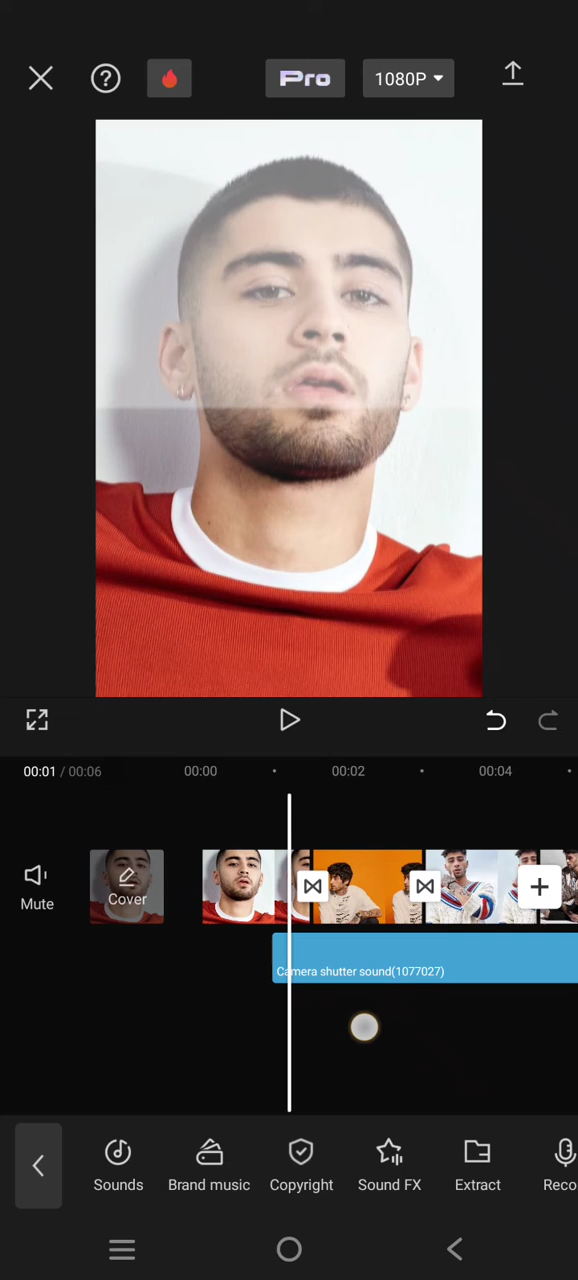 Pro
1080P
00:01 / 00:06
00:00
00:02
00:04
Mute
Cover
Camera shutter sound(1077027)
Sounds
Brand music
Copyright
Sound FX
Extract
Reco